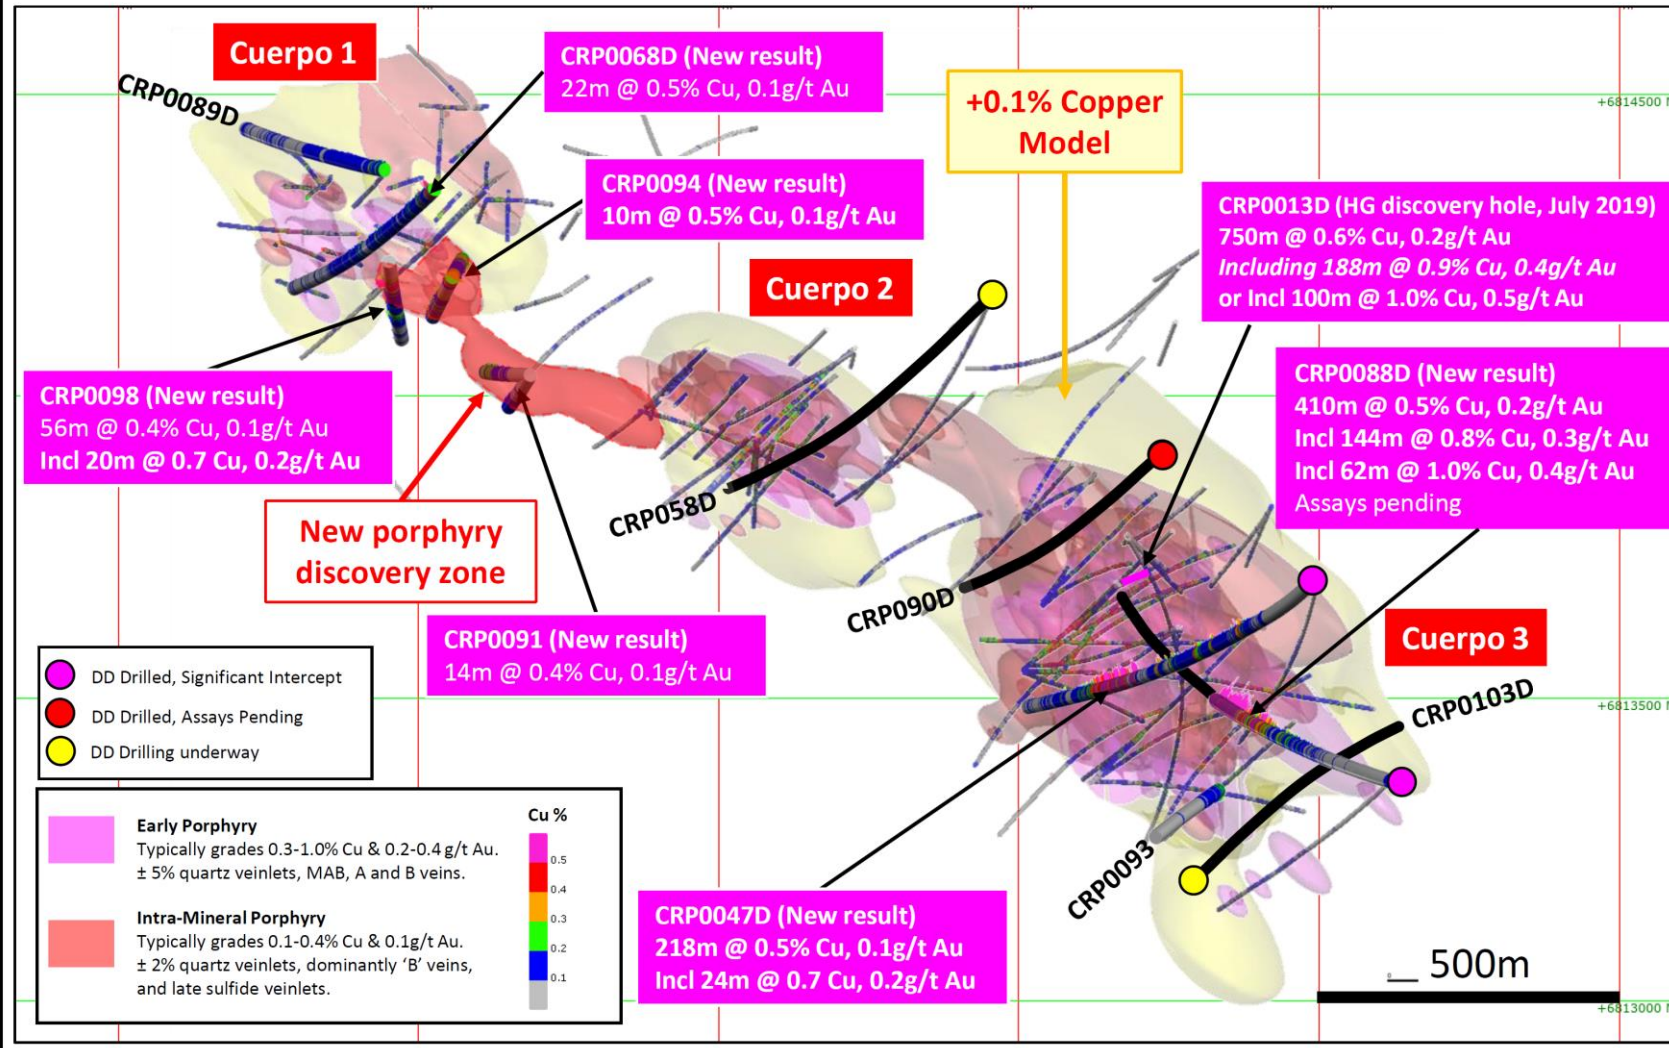 Cuerpo 1
CRP0089D
CRP0068D (New result)
22m @ 0.5% Cu, 0.1g/t Au
+0.1% Copper
Model
+6814500 N
CRP0094 (New result)
10m @ 0.5% Cu, 0.1g/t Au
CRP0013D (HG discovery hole, July 2019)
750m @ 0.6% Cu, 0.2g/t Au
Including 188m @ 0.9% Cu, 0.4g/t Au
or Incl 100m @ 1.0% Cu, 0.5g/t Au
Cuerpo 2
CRP0098 (New result)
56m @ 0.4% Cu, 0.1g/t Au
Incl 20m @ 0.7 Cu, 0.2g/t Au
CRP0088D (New result)
410m @ 0.5% Cu, 0.2g/t Au
Incl 144m @ 0.8% Cu, 0.3g/t Au
Incl 62m @ 1.0% Cu, 0.4g/t Au
Assays pending
CRP058D
New porphyry
discovery zone
CRP090D
CRP0091 (New result)
14m @ 0.4% Cu, 0.1g/t Au
Cuerpo 3
CRP0103D
+6813500 N
CRP0093
DD Drilled, Significant Intercept
DD Drilled, Assays Pending
DD Drilling underway
Early Porphyry
Typically grades 0.3-1.0% Cu & 0.2-0.4 g/t Au.
± 5% quartz veinlets, MAB, A and B veins.
Intra-Mineral Porphyry
Typically grades 0.1-0.4% Cu & 0.1g/t Au.
± 2% quartz veinlets, dominantly ‘B’ veins,
and late sulfide veinlets.
Cu %
0.5
0.4
0.3
0.2
0.1
CRP0047D (New result)
218m @ 0.5% Cu, 0.1g/t Au
Incl 24m @ 0.7 Cu, 0.2g/t Au
500m
+6813000 N